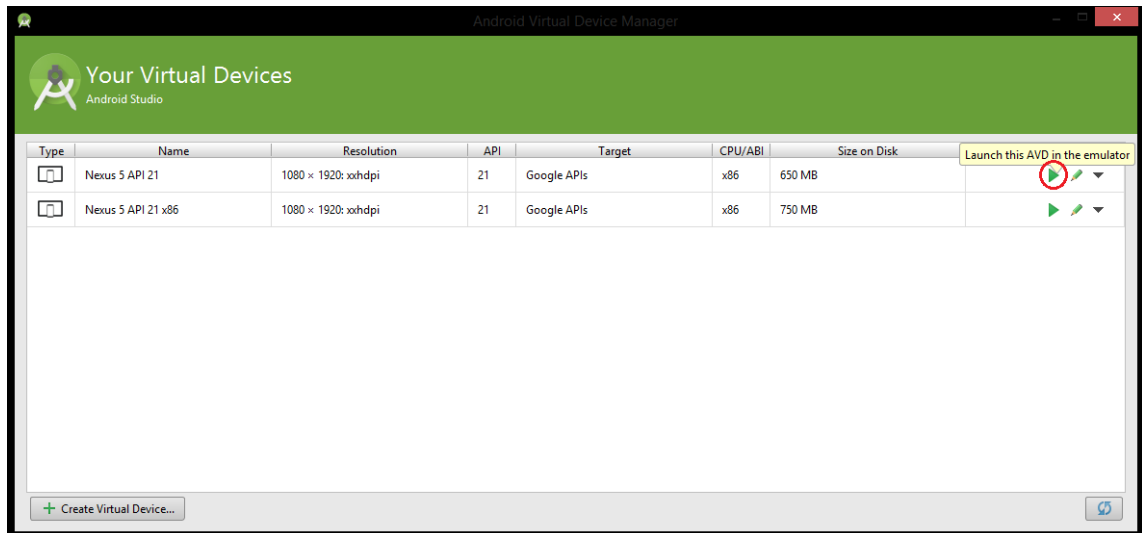 Android Virtual Device Manager
Your Virtual Devices
Android Studio
Type Name Resolution API Target CPU/ABI Size on Disk
Launch this AVD in the emulator
Nexus 5 API 21 1080 × 1920: xxhdpi 21 Google APIs x86 650 MB
Nexus 5 API 21 x86 1080 × 1920: xxhdpi 21 Google APIs x86 750 MB
Create Virtual Device...